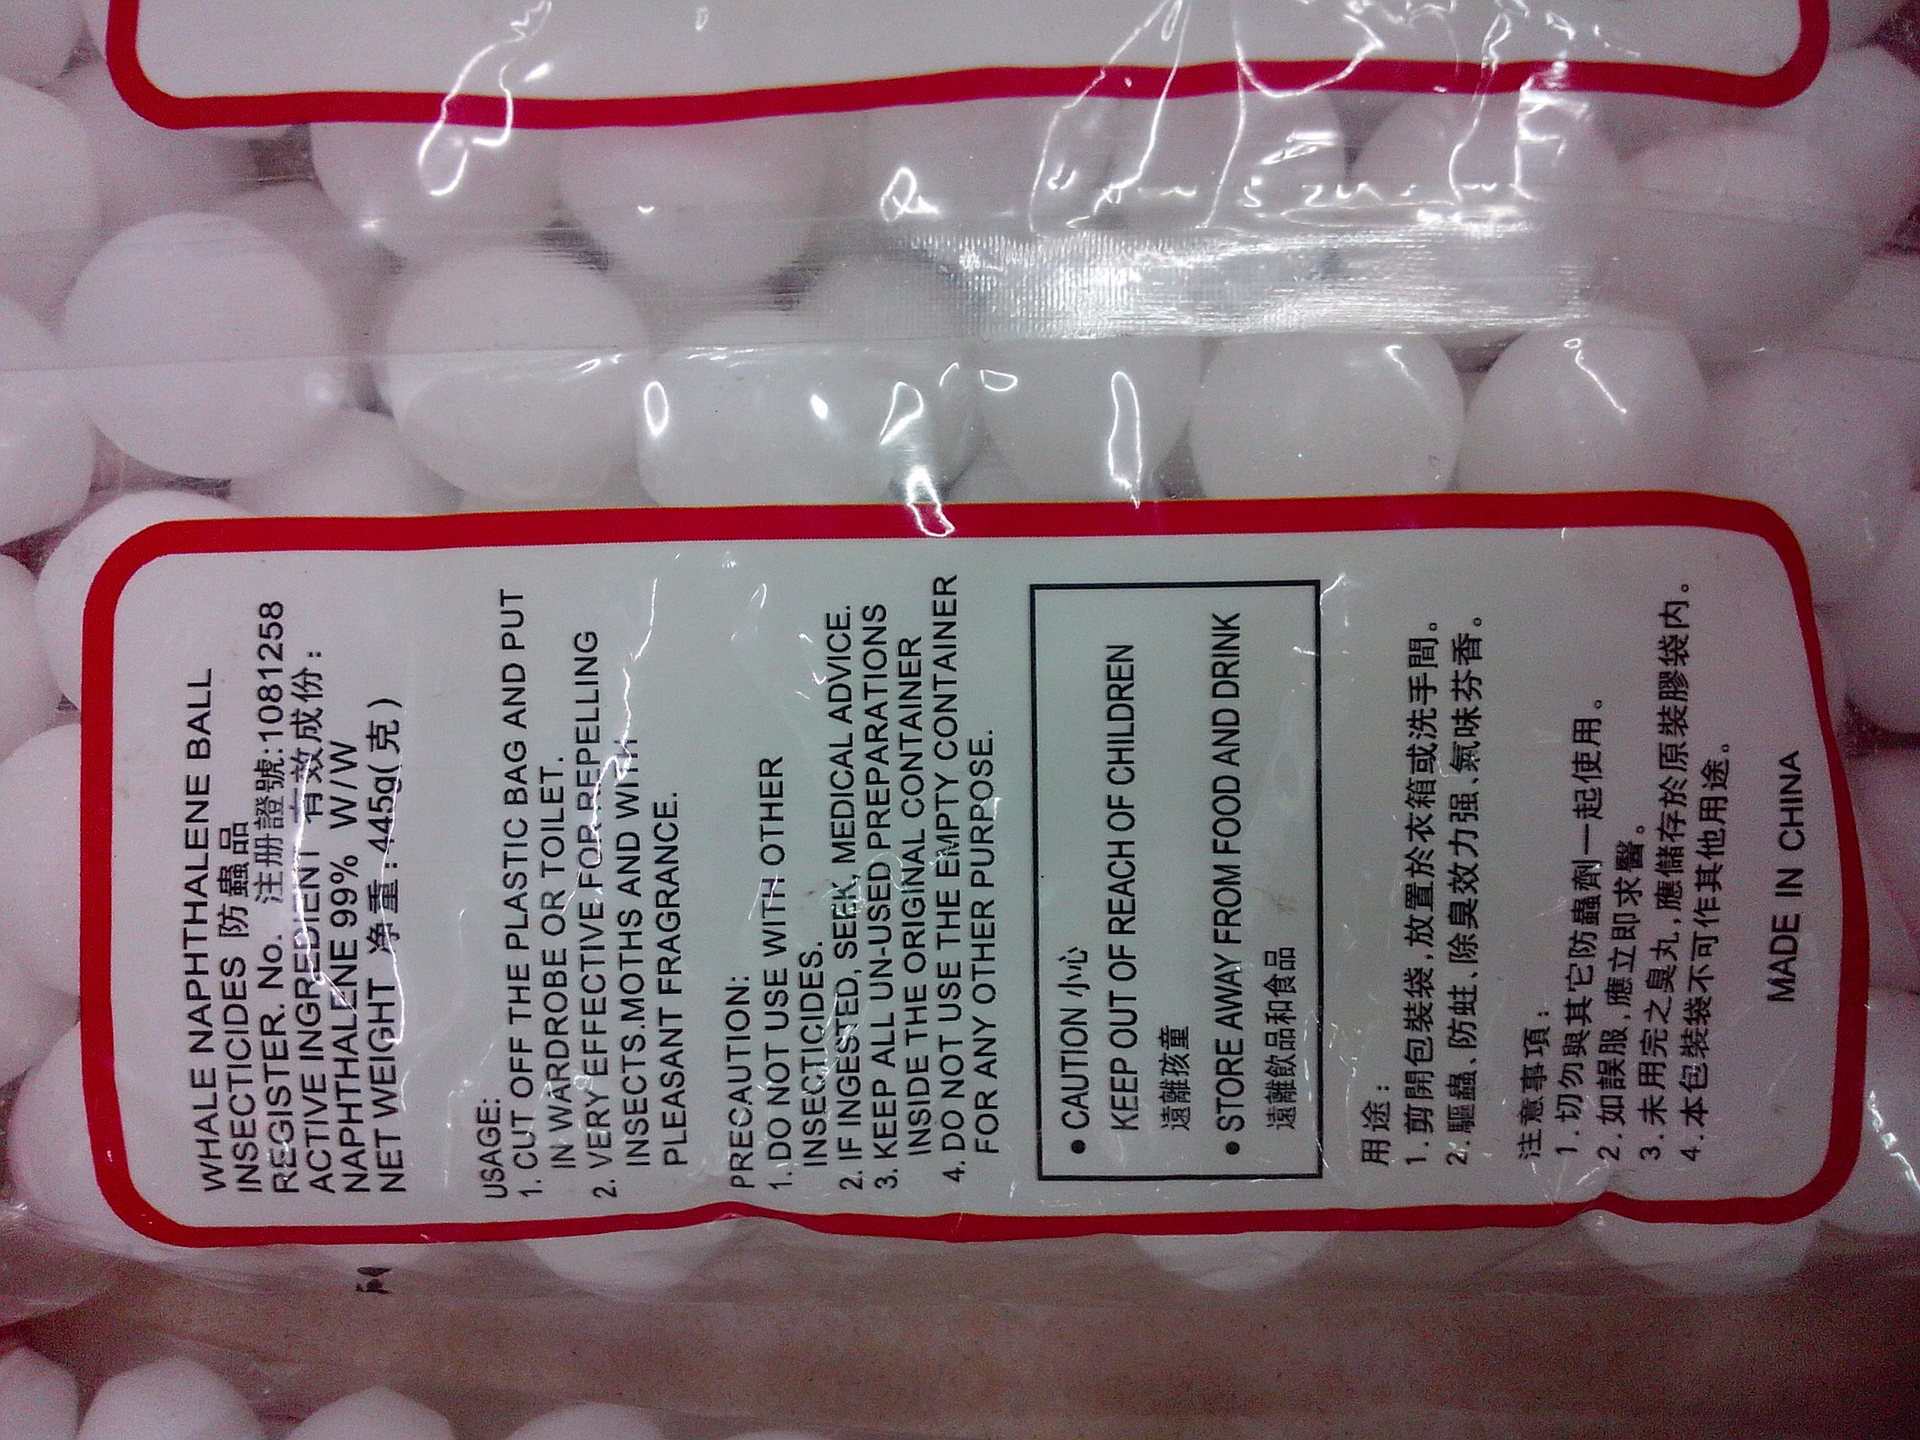 WHALE NAPHTHALENE BALL
INSECTICIDES 防蟲品
REGISTER. No. 注册證號:1081258
ACTIVE INGREDIENT 有效成份:
NAPHTHALENE 99% W/W
NET WEIGHT 净重:445g(克)
USAGE:
1. CUT OFF THE PLASTIC BAG AND PUT
IN WARDROBE OR TOILET.
2. VERY EFFECTIVE FOR REPELLING
INSECTS.MOTHS AND WITH
PLEASANT FRAGRANCE.
PRECAUTION:
1. DO NOT USE WITH OTHER
INSECTICIDES.
2. IF INGESTED, SEEK, MEDICAL ADVICE.
3. KEEP ALL UN-USED PREPARATIONS
INSIDE THE ORIGINAL CONTAINER
4. DO NOT USE THE EMPTY CONTAINER
FOR ANY OTHER PURPOSE.
• CAUTION 小心
KEEP OUT OF REACH OF CHILDREN
遠離孩童
• STORE AWAY FROM FOOD AND DRINK
遠離飲品和食品
用途:
1.剪開包裝袋,放置於衣箱或洗手間。
2.驅蟲、防蛀、除臭效力强、氣味芬香。
注意事項:
1.切勿與其它防蟲劑一起使用。
2.如誤服,應立即求醫。
3.未用完之臭丸,應儲存於原裝膠袋内。
4.本包裝袋不可作其他用途。
MADE IN CHINA